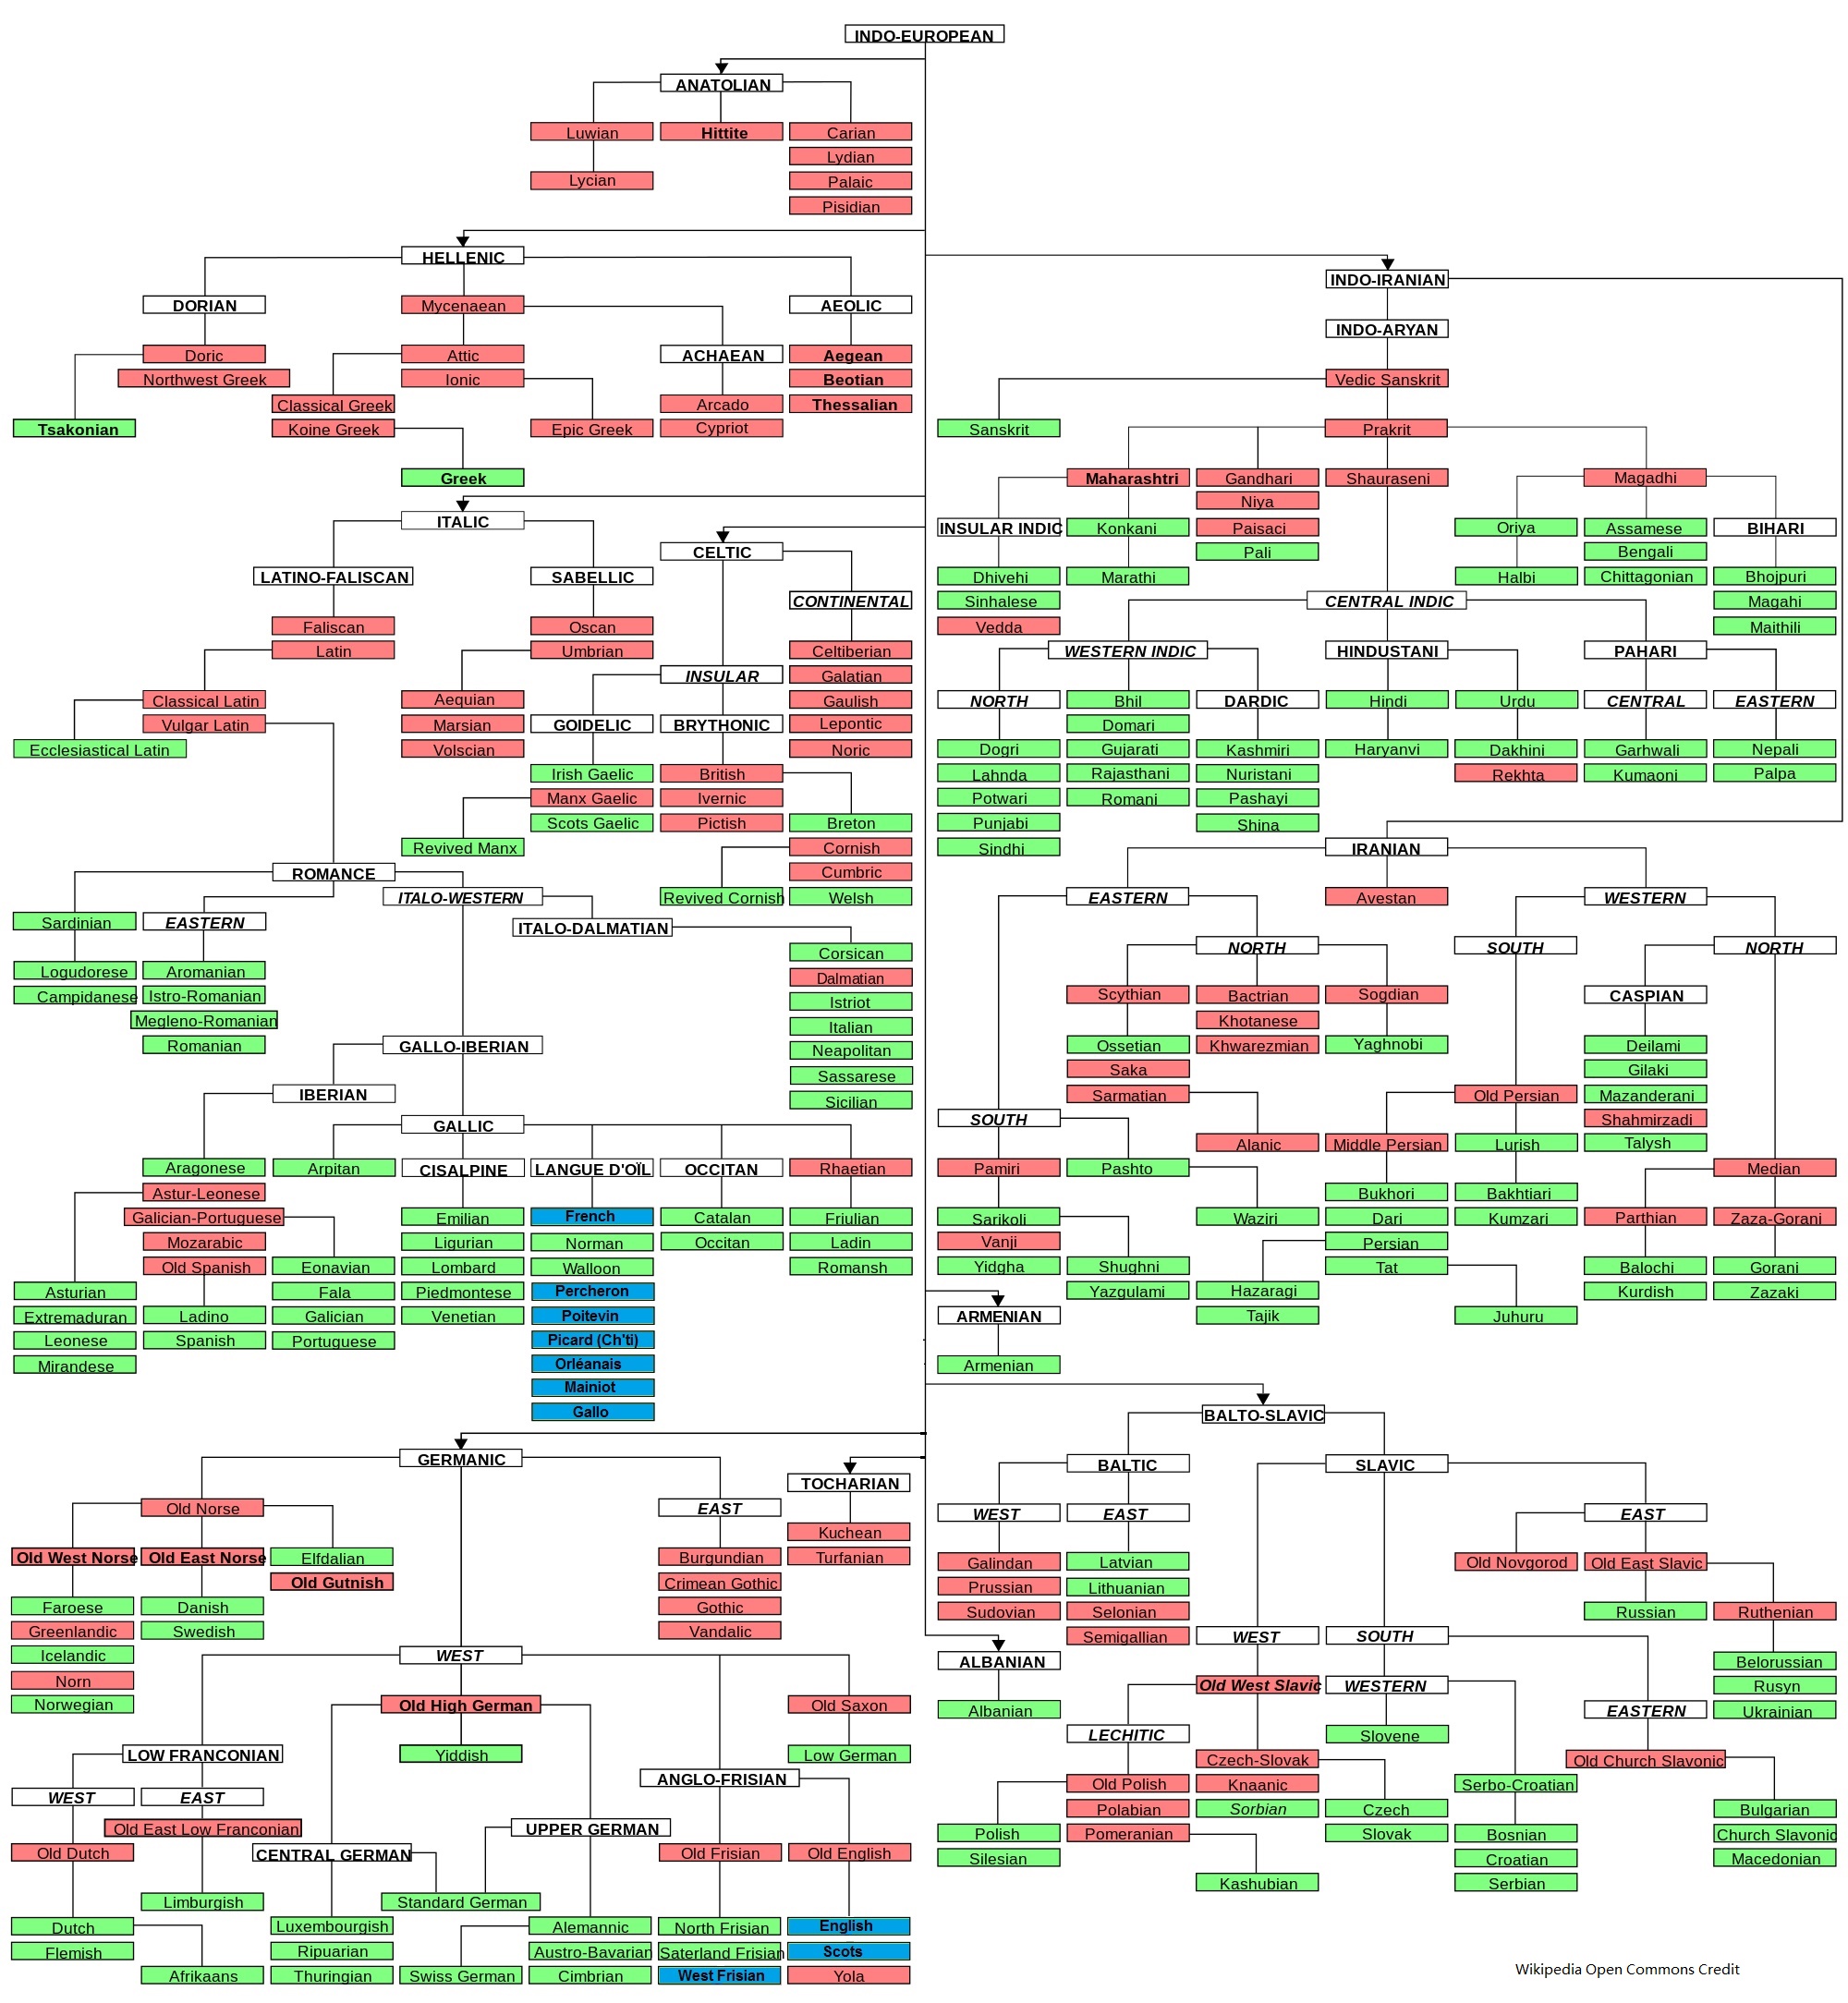 INDO-EUROPEAN
ANATOLIAN
Luwian
Hittite
Carian
Lydian
Lycian
Palaic
Pisidian
HELLENIC
DORIAN
Mycenaean
AEOLIC
Doric
Attic
ACHAEAN
Aegean
Northwest Greek
Ionic
Beotian
Classical Greek
Arcado
Thessalian
Tsakonian
Koine Greek
Epic Greek
Cypriot
Greek
ITALIC
CELTIC
LATINO-FALISCAN
SABELLIC
CONTINENTAL
Faliscan
Oscan
Latin
Umbrian
Celtiberian
INSULAR
Galatian
Classical Latin
Aequian
Gaulish
Vulgar Latin
Marsian
GOIDELIC
BRYTHONIC
Lepontic
Ecclesiastical Latin
Volscian
Noric
Irish Gaelic
British
Manx Gaelic
Ivernic
Scots Gaelic
Pictish
Breton
Revived Manx
Cornish
Cumbric
Revived Cornish
Welsh
ROMANCE
ITALO-WESTERN
Sardinian
EASTERN
ITALO-DALMATIAN
Corsican
Logudorese
Aromanian
Dalmatian
Campidanese
Istro-Romanian
Istriot
Megleno-Romanian
Italian
Romanian
GALLO-IBERIAN
Neapolitan
Sassarese
IBERIAN
Sicilian
GALLIC
Aragonese
Arpitan
CISALPINE
LANGUE D'OÏL
OCCITAN
Rhaetian
Astur-Leonese
Galician-Portuguese
Emilian
French
Catalan
Friulian
Mozarabic
Ligurian
Norman
Occitan
Ladin
Old Spanish
Eonavian
Lombard
Walloon
Romansh
Asturian
Fala
Piedmontese
Percheron
Extremaduran
Ladino
Galician
Venetian
Poitevin
Leonese
Spanish
Portuguese
Picard (Ch'ti)
Mirandese
Orléanais
Mainiot
Gallo
INDO-IRANIAN
INDO-ARYAN
Vedic Sanskrit
Sanskrit
Prakrit
Maharashtri
Gandhari
Shauraseni
Magadhi
Niya
INSULAR INDIC
Konkani
Paisaci
Oriya
Assamese
BIHARI
Pali
Bengali
Dhivehi
Marathi
Halbi
Chittagonian
Bhojpuri
Sinhalese
CENTRAL INDIC
Magahi
Vedda
Maithili
WESTERN INDIC
HINDUSTANI
PAHARI
NORTH
Bhil
DARDIC
Hindi
Urdu
CENTRAL
EASTERN
Domari
Dogri
Gujarati
Kashmiri
Haryanvi
Dakhini
Garhwali
Nepali
Lahnda
Rajasthani
Nuristani
Rekhta
Kumaoni
Palpa
Potwari
Romani
Pashayi
Punjabi
Shina
Sindhi
IRANIAN
EASTERN
Avestan
WESTERN
NORTH
SOUTH
NORTH
Scythian
Bactrian
Sogdian
CASPIAN
Khotanese
Ossetian
Khwarezmian
Yaghnobi
Deilami
Saka
Gilaki
Sarmatian
Old Persian
Mazanderani
SOUTH
Shahmirzadi
Alanic
Middle Persian
Lurish
Talysh
Pamiri
Pashto
Median
Bukhori
Bakhtiari
Sarikoli
Waziri
Dari
Kumzari
Parthian
Zaza-Gorani
Vanji
Persian
Yidgha
Shughni
Tat
Balochi
Gorani
Yazgulami
Hazaragi
Kurdish
Zazaki
ARMENIAN
Tajik
Juhuru
Armenian
BALTO-SLAVIC
BALTIC
SLAVIC
WEST
EAST
EAST
Galindan
Latvian
Old Novgorod
Old East Slavic
Prussian
Lithuanian
Sudovian
Selonian
Russian
Ruthenian
Semigallian
WEST
SOUTH
ALBANIAN
Belorussian
Old West Slavic
WESTERN
Rusyn
Albanian
EASTERN
Ukrainian
LECHITIC
Slovene
Czech-Slovak
Old Church Slavonic
Old Polish
Knaanic
Serbo-Croatian
Polabian
Sorbian
Czech
Bulgarian
Polish
Pomeranian
Slovak
Bosnian
Church Slavonic
Silesian
Croatian
Macedonian
Kashubian
Serbian
GERMANIC
TOCHARIAN
Old Norse
EAST
Kuchean
Old West Norse
Old East Norse
Elfdalian
Burgundian
Turfanian
Old Gutnish
Crimean Gothic
Faroese
Danish
Gothic
Greenlandic
Swedish
Vandalic
Icelandic
WEST
Norn
Norwegian
Old High German
Old Saxon
LOW FRANCONIAN
Yiddish
Low German
ANGLO-FRISIAN
WEST
EAST
Old East Low Franconian
UPPER GERMAN
Old Dutch
CENTRAL GERMAN
Old Frisian
Old English
Limburgish
Standard German
Dutch
Luxembourgish
Alemannic
North Frisian
English
Flemish
Ripuarian
Austro-Bavarian
Saterland Frisian
Scots
Afrikaans
Thuringian
Swiss German
Cimbrian
West Frisian
Yola
Wikipedia Open Commons Credit